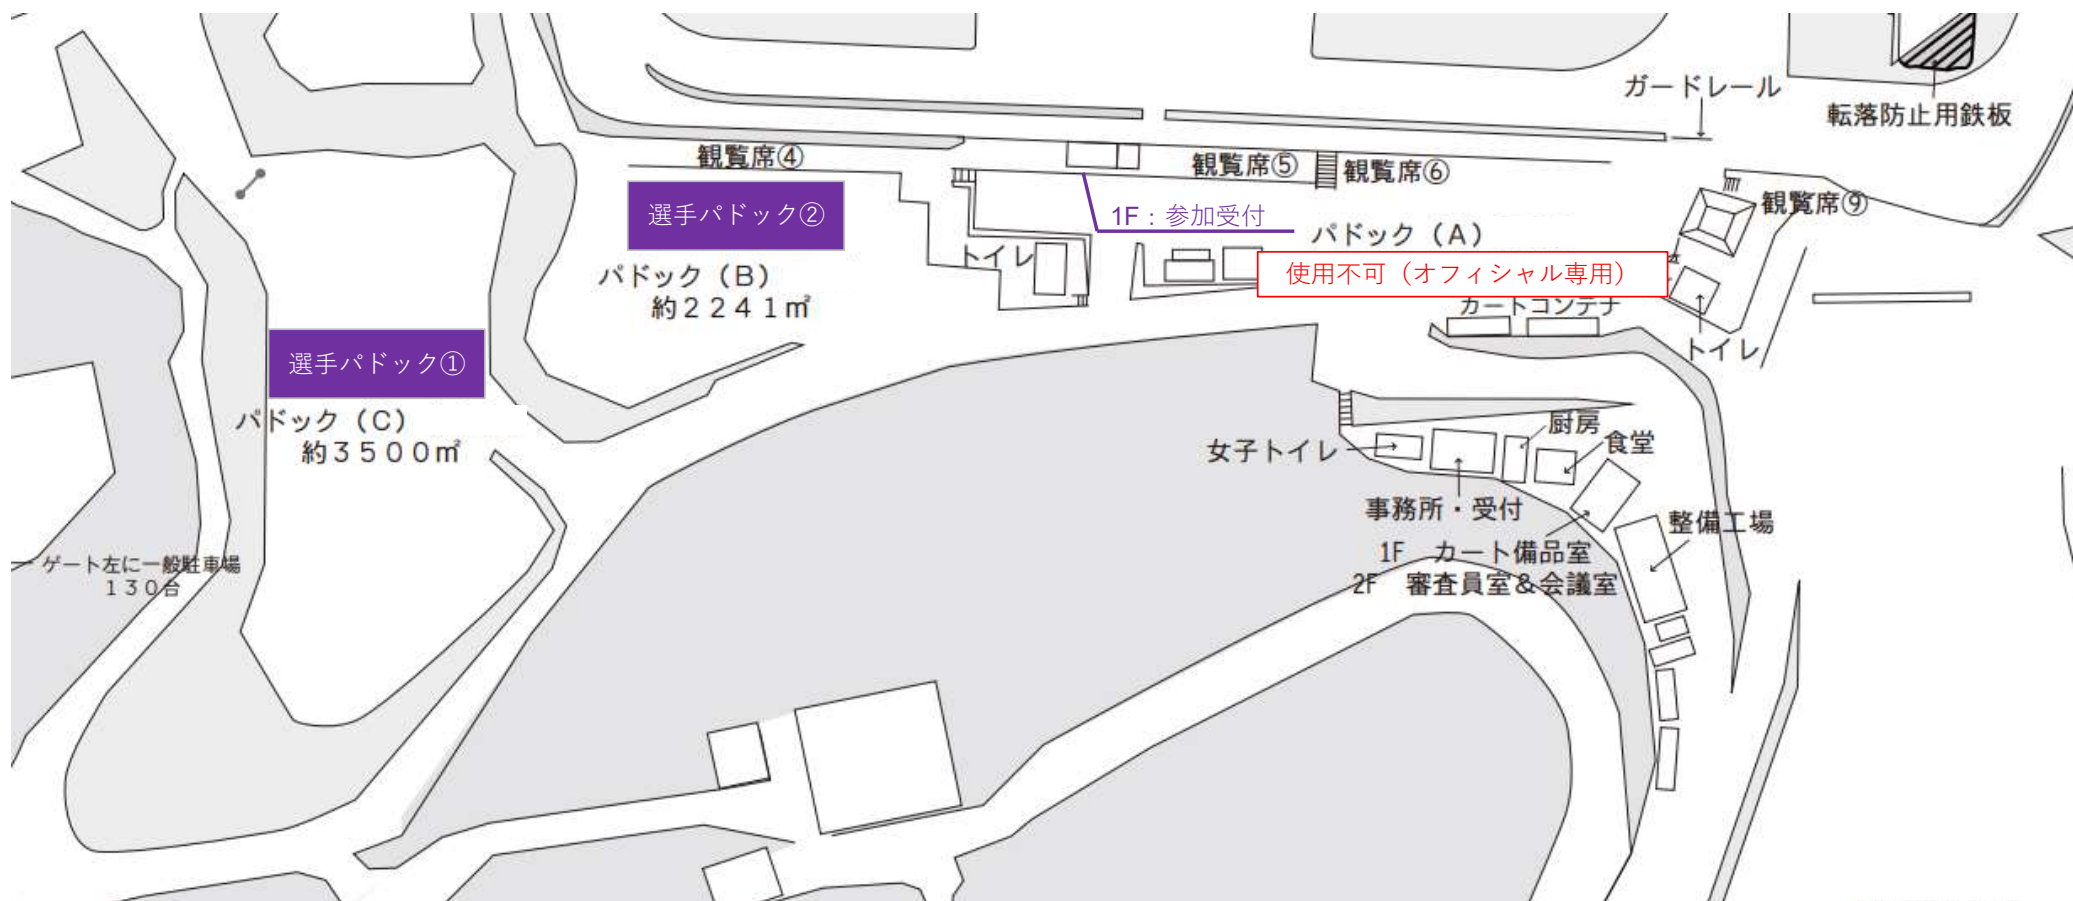 ガードレール
転落防止用鉄板
観覧席④
観覧席⑤
観覧席⑥
観覧席⑨
選手パドック②
1F：参加受付
パドック（A）
トイレ
使用不可（オフィシャル専用）
パドック（B）
約２２４１㎡
カートコンテナ
トイレ
選手パドック①
パドック（C）
約３５００㎡
厨房
食堂
女子トイレ
事務所・受付
整備工場
1F　カート備品室
2F　審査員室＆会議室
ゲート左に一般駐車場
１３０台